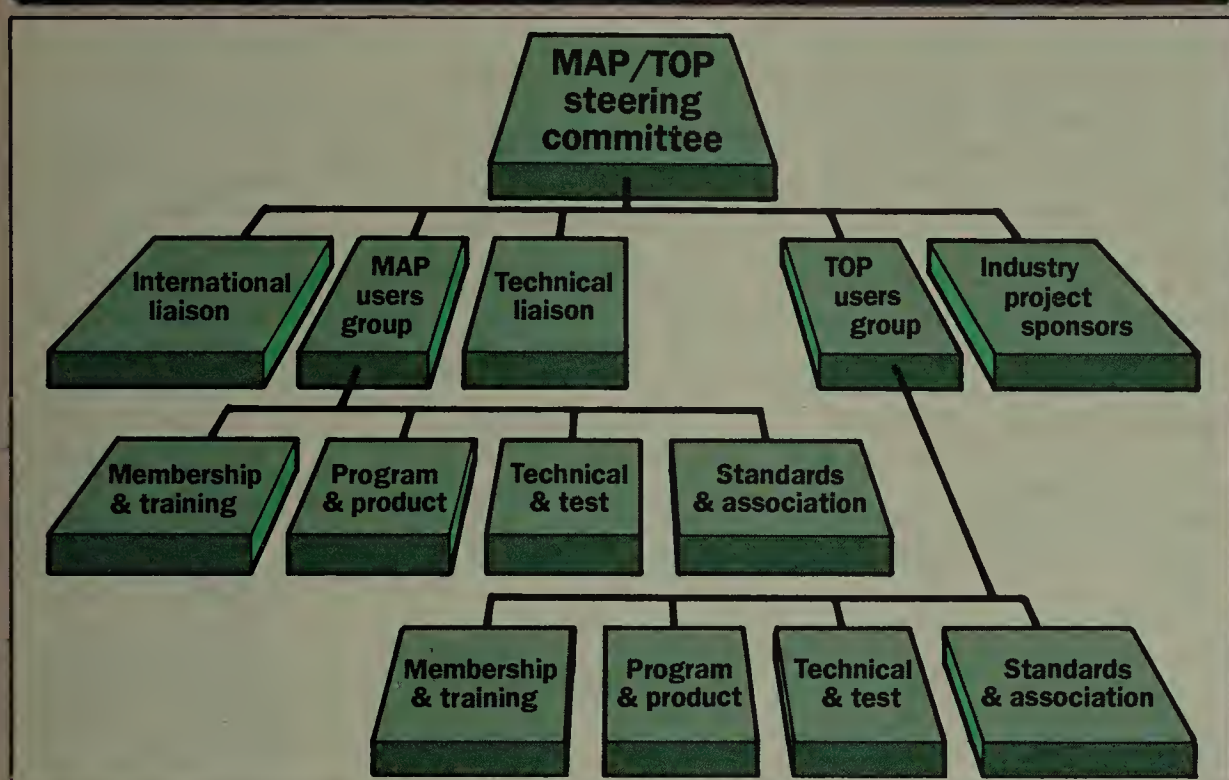 MAP/TOP
steering
committee
International
liaison
MAP
users
group
Technical
liaison
TOP
users
group
Industry
project
sponsors
Membership
& training
Program
& product
Technical
& test
Standards
& association
Membership
& training
Program
& product
Technical
& test
Standards
& association